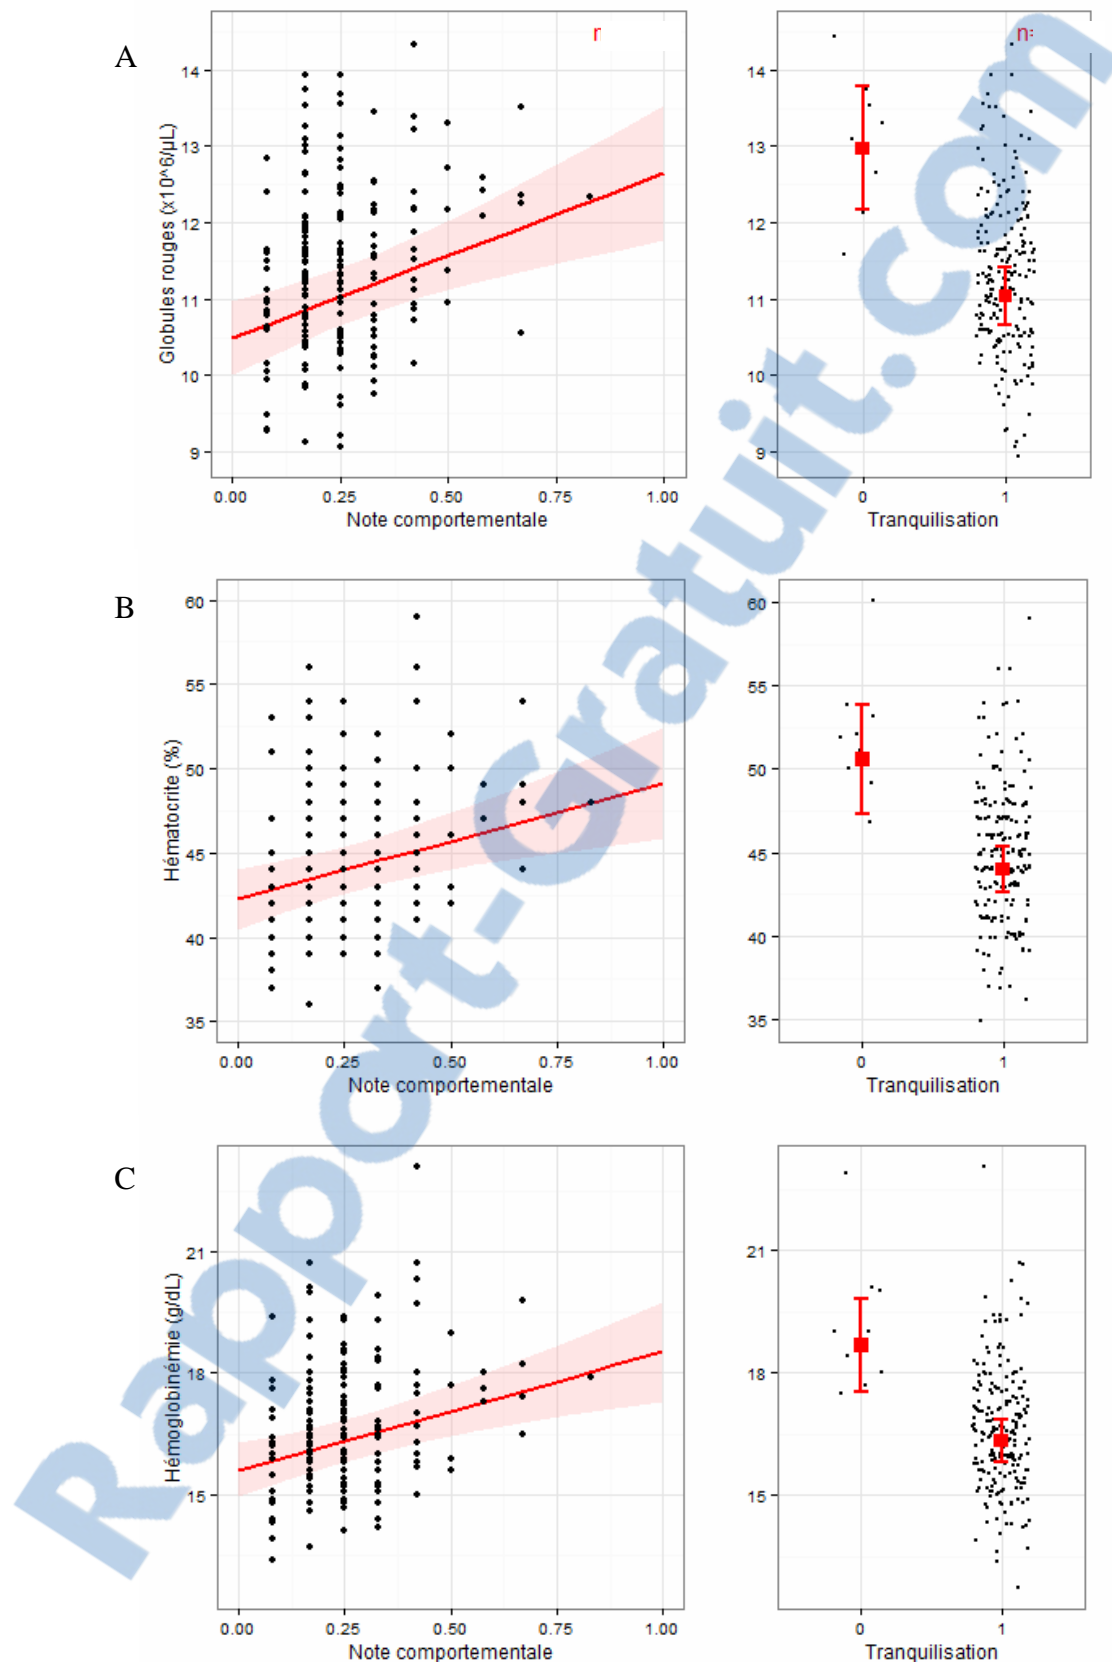 A
Globules rouges (x10^6/µL)
14
13
12
11
10
9
0.00 0.25 0.50 0.75 1.00
Note comportementale
n=
0 1
Tranquilisation
B
Hématocrite (%)
60
55
50
45
40
35
0.00 0.25 0.50 0.75 1.00
Note comportementale
60
55
50
45
40
35
0 1
Tranquilisation
C
Hémoglobinémie (g/dL)
21
18
15
0.00 0.25 0.50 0.75 1.00
Note comportementale
21
18
15
0 1
Tranquilisation
14
13
12
11
10
9
Rapport-Gratuit.com